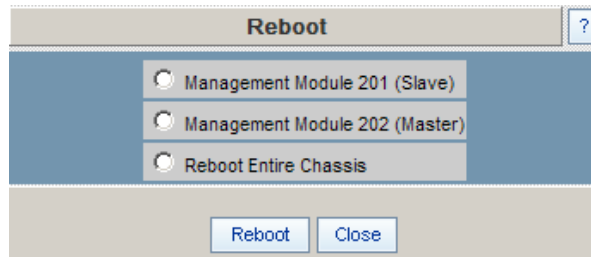 Reboot ?
Management Module 201 (Slave)
Management Module 202 (Master)
Reboot Entire Chassis
Reboot Close